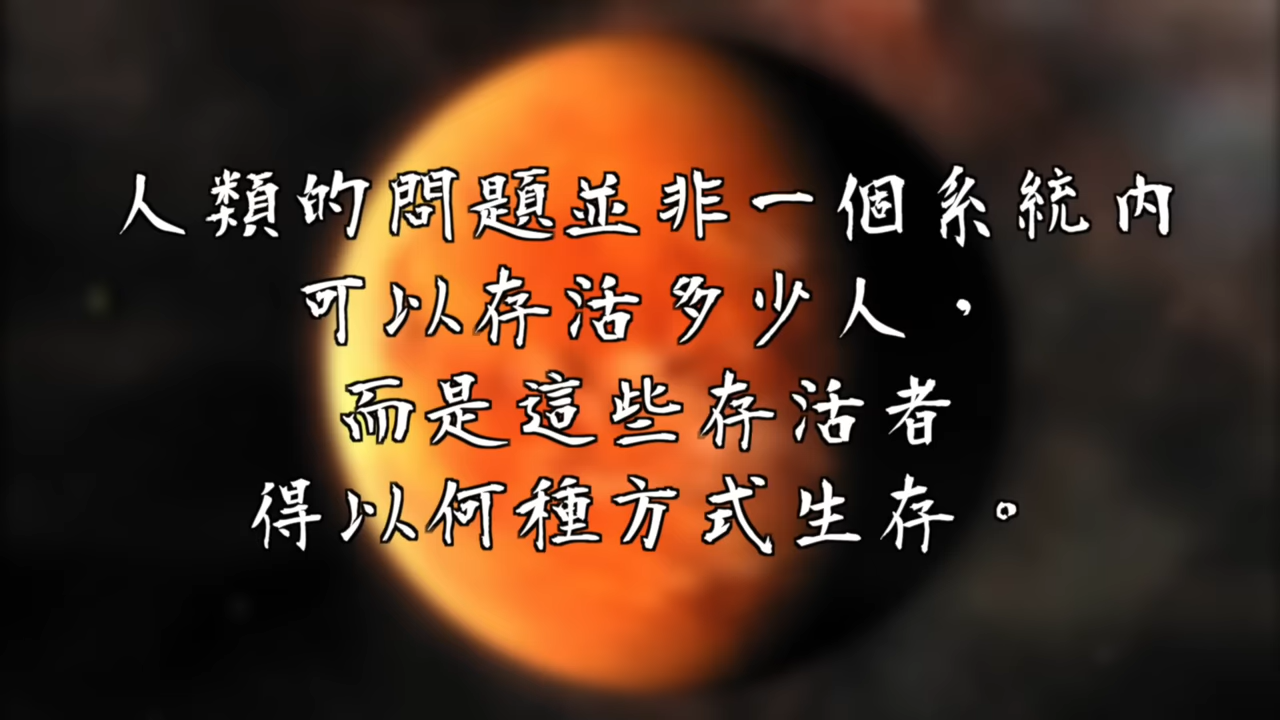 人類的問題並非一個系統內
可以存活多少人，
而是這些存活者
得以何種方式生存。